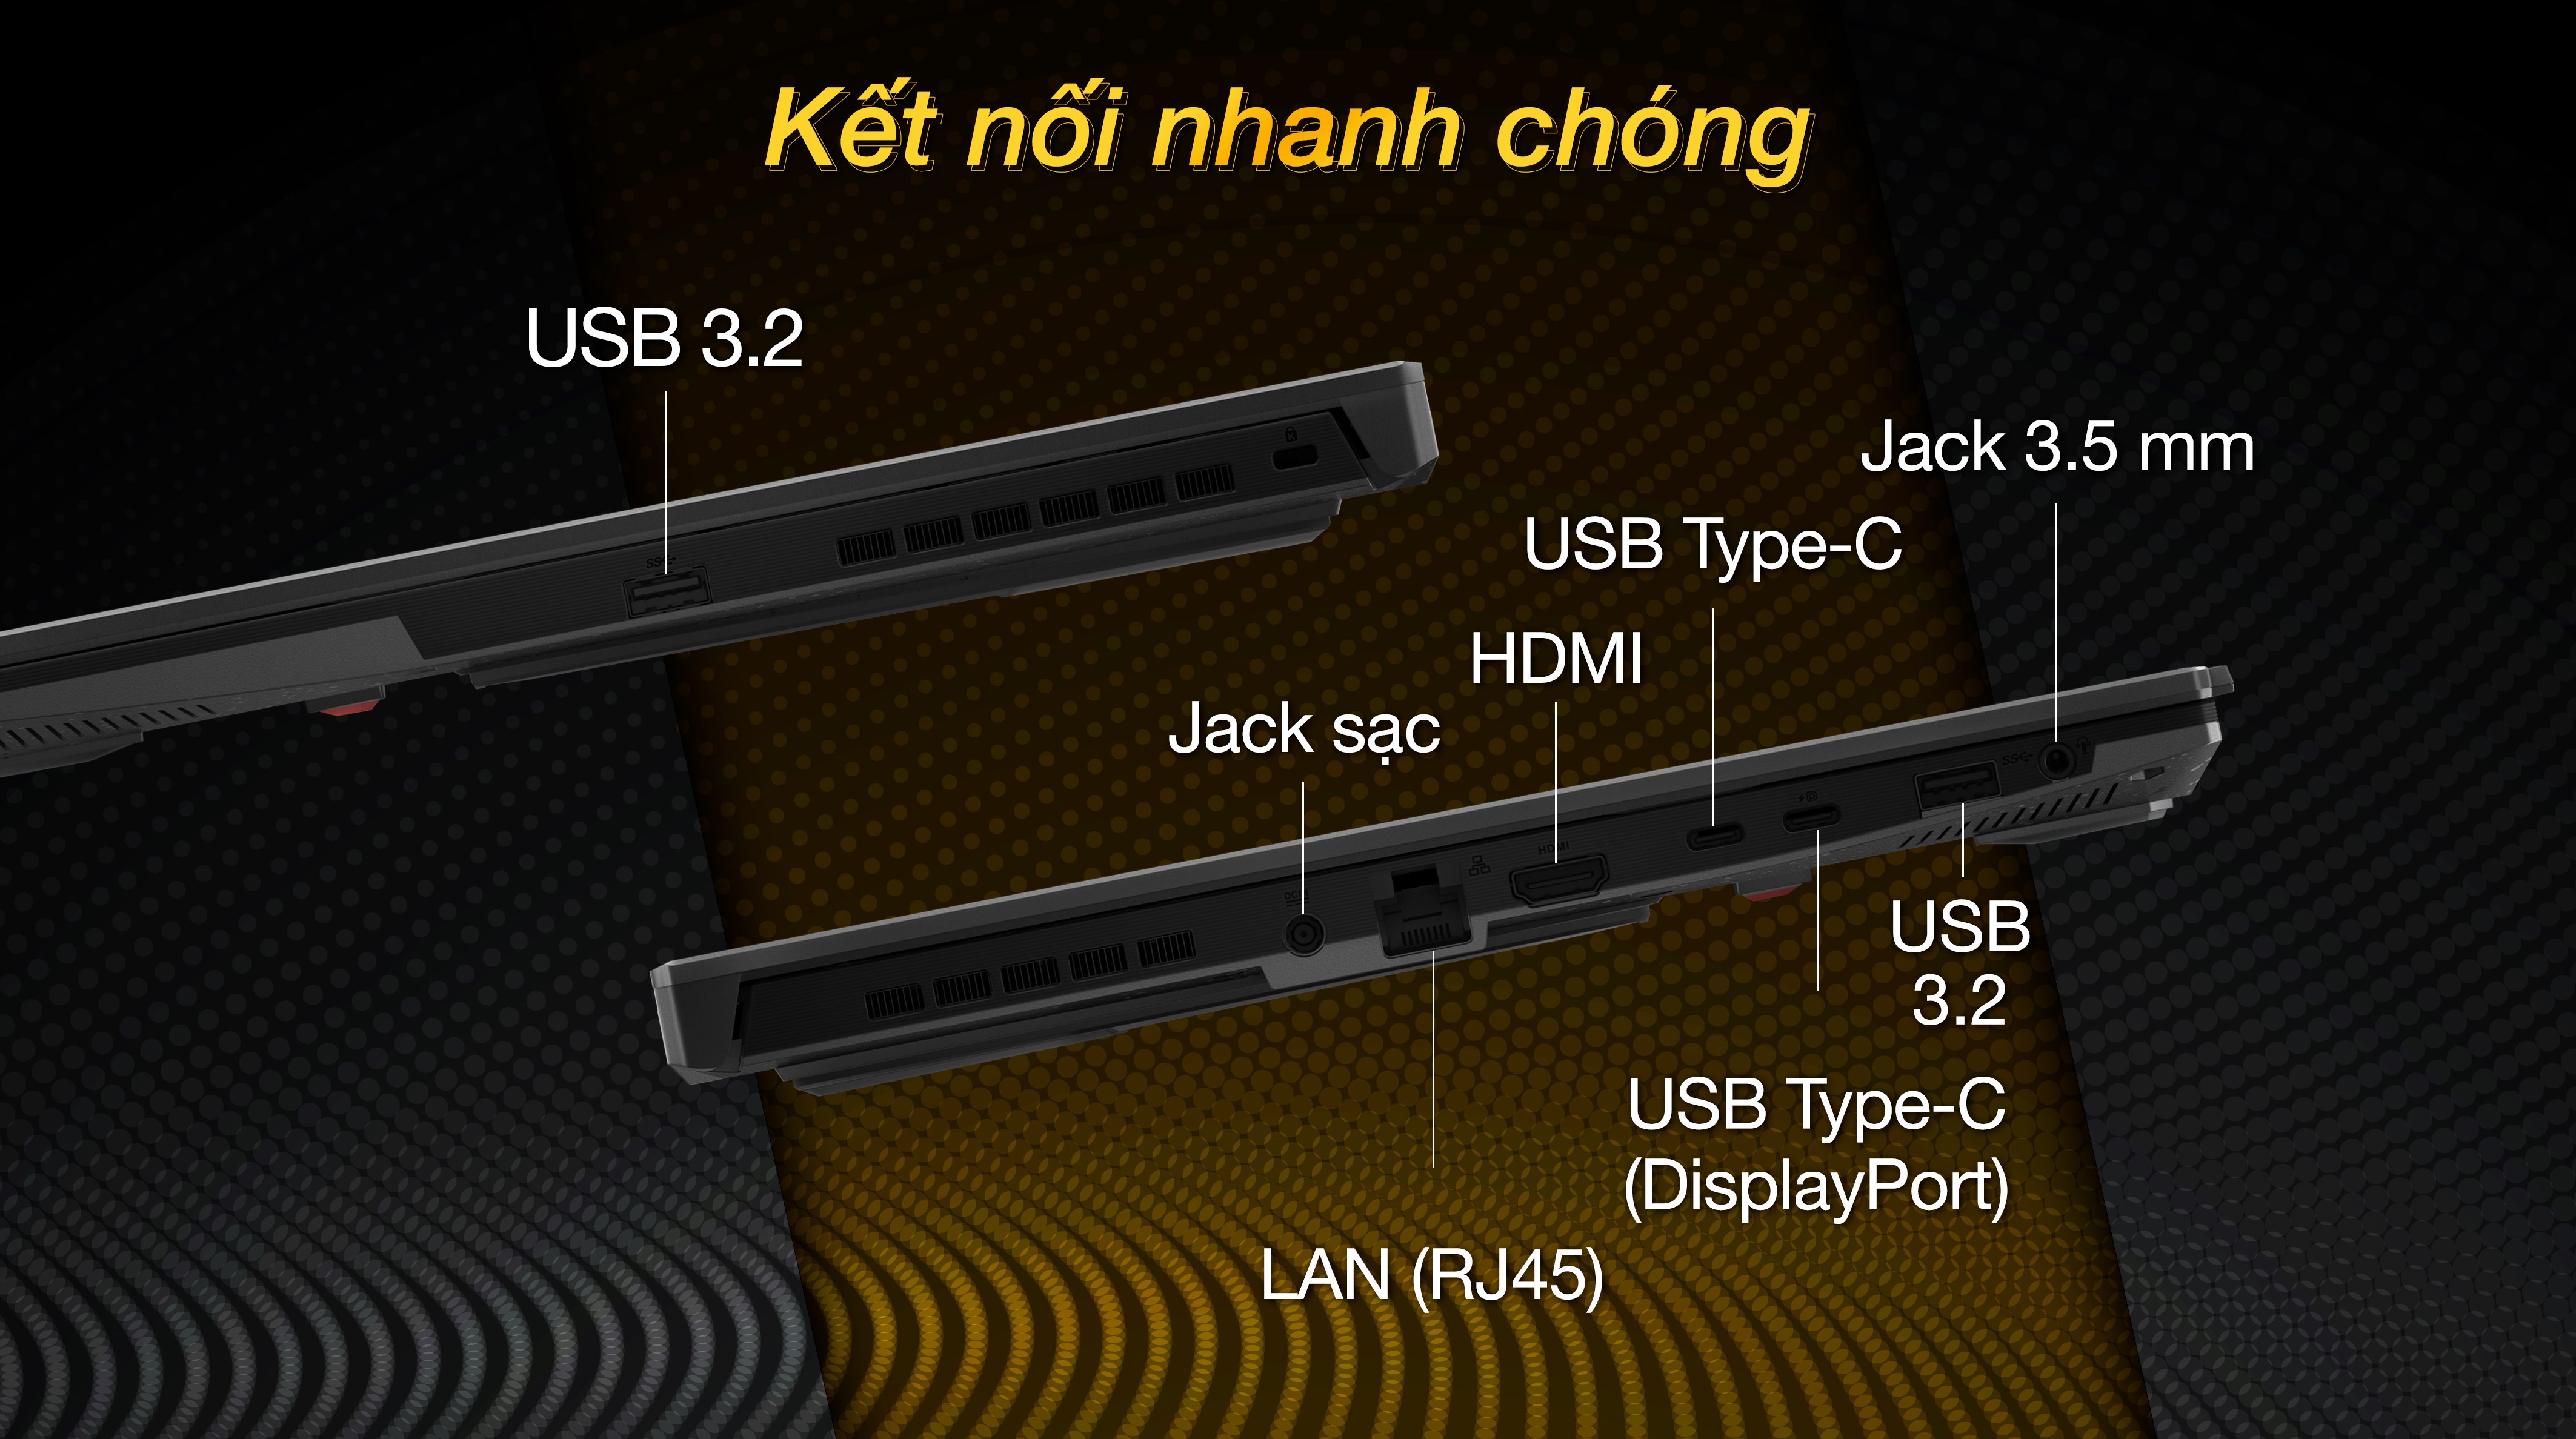 Kết nối nhanh chóng
USB 3.2
Jack 3.5 mm
USB Type-C
HDMI
Jack sạc
HDMI
USB
3.2
USB Type-C
(DisplayPort)
LAN (RJ45)